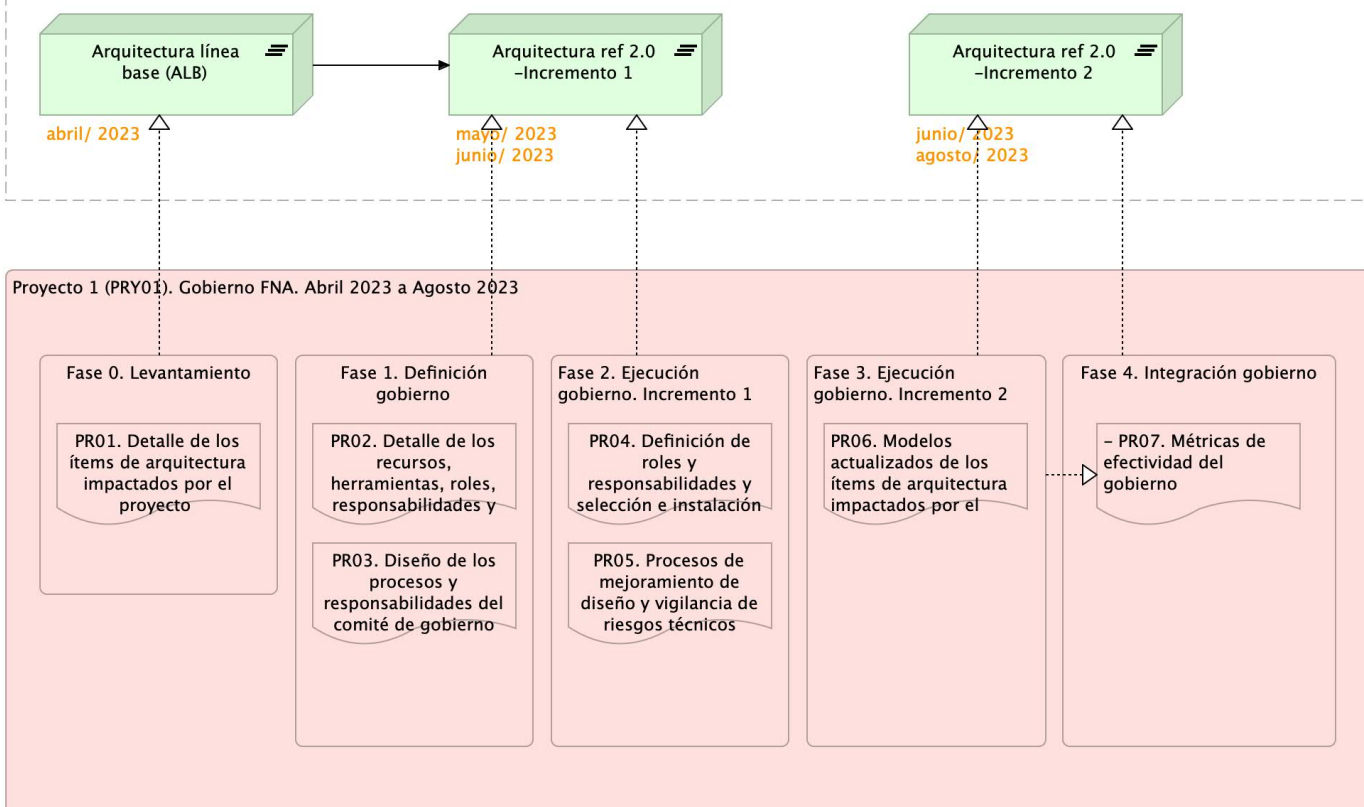 Arquitectura línea
base (ALB)
abril/ 2023
Arquitectura ref 2.0
-Incremento 1
mayo/ 2023
junio/ 2023
Arquitectura ref 2.0
-Incremento 2
junio/ 2023
agosto/ 2023
Proyecto 1 (PRY01). Gobierno FNA. Abril 2023 a Agosto 2023
Fase 0. Levantamiento
PR01. Detalle de los
ítems de arquitectura
impactados por el
proyecto
Fase 1. Definición
gobierno
PR02. Detalle de los
recursos,
herramientas, roles,
responsabilidades y
PR03. Diseño de los
procesos y
responsabilidades del
comité de gobierno
Fase 2. Ejecución
gobierno. Incremento 1
PR04. Definición de
roles y
responsabilidades y
selección e instalación
PR05. Procesos de
mejoramiento de
diseño y vigilancia de
riesgos técnicos
Fase 3. Ejecución
gobierno. Incremento 2
PR06. Modelos
actualizados de los
ítems de arquitectura
impactados por el
Fase 4. Integración gobierno
- PR07. Métricas de
efectividad del
gobierno